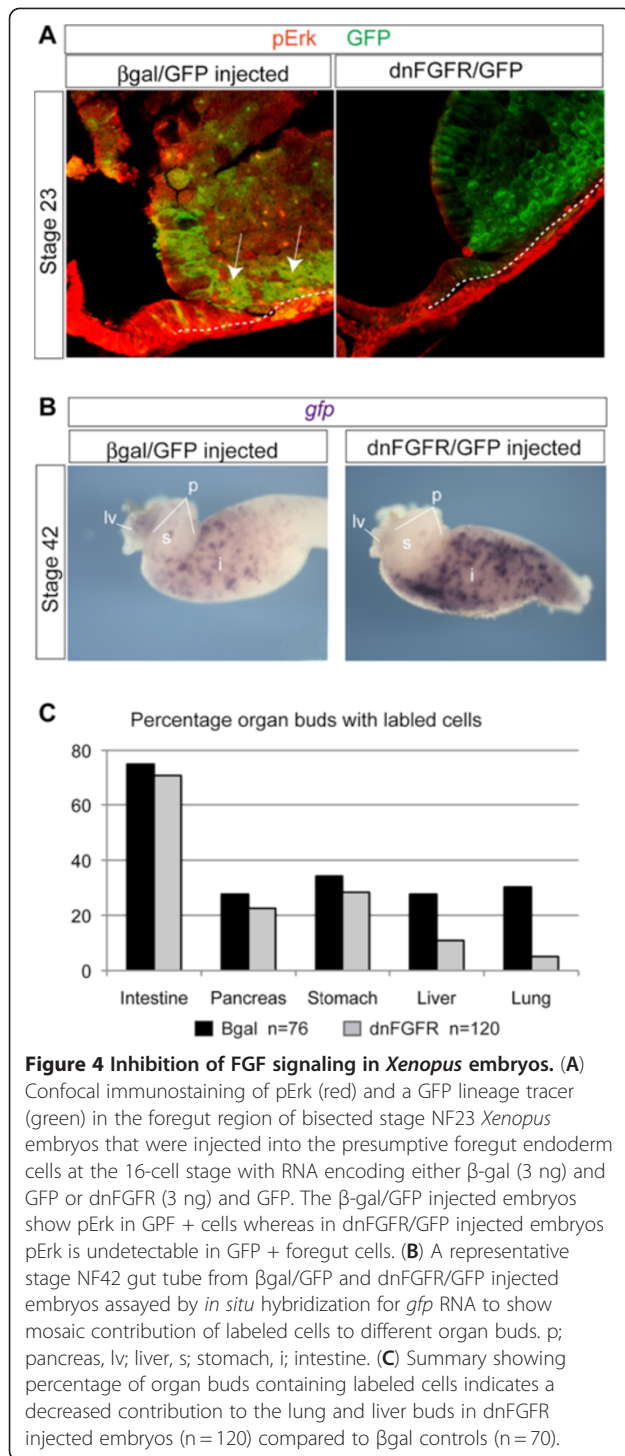 A
pErk GFP
βgal/GFP injected
dnFGFR/GFP
Stage 23
B
gfp
βgal/GFP injected
dnFGFR/GFP injected
p
lv
s
i
p
lv
s
i
Stage 42
C
Percentage organ buds with labled cells
80
60
40
20
0
Intestine Pancreas Stomach Liver Lung
Bgal n=76 dnFGFR n=120
Figure 4 Inhibition of FGF signaling in Xenopus embryos. (A)
Confocal immunostaining of pErk (red) and a GFP lineage tracer
(green) in the foregut region of bisected stage NF23 Xenopus
embryos that were injected into the presumptive foregut endoderm
cells at the 16-cell stage with RNA encoding either β-gal (3 ng) and
GFP or dnFGFR (3 ng) and GFP. The β-gal/GFP injected embryos
show pErk in GPF + cells whereas in dnFGFR/GFP injected embryos
pErk is undetectable in GFP + foregut cells. (B) A representative
stage NF42 gut tube from βgal/GFP and dnFGFR/GFP injected
embryos assayed by in situ hybridization for gfp RNA to show
mosaic contribution of labeled cells to different organ buds. p;
pancreas, lv; liver, s; stomach, i; intestine. (C) Summary showing
percentage of organ buds containing labeled cells indicates a
decreased contribution to the lung and liver buds in dnFGFR
injected embryos (n = 120) compared to βgal controls (n = 70).